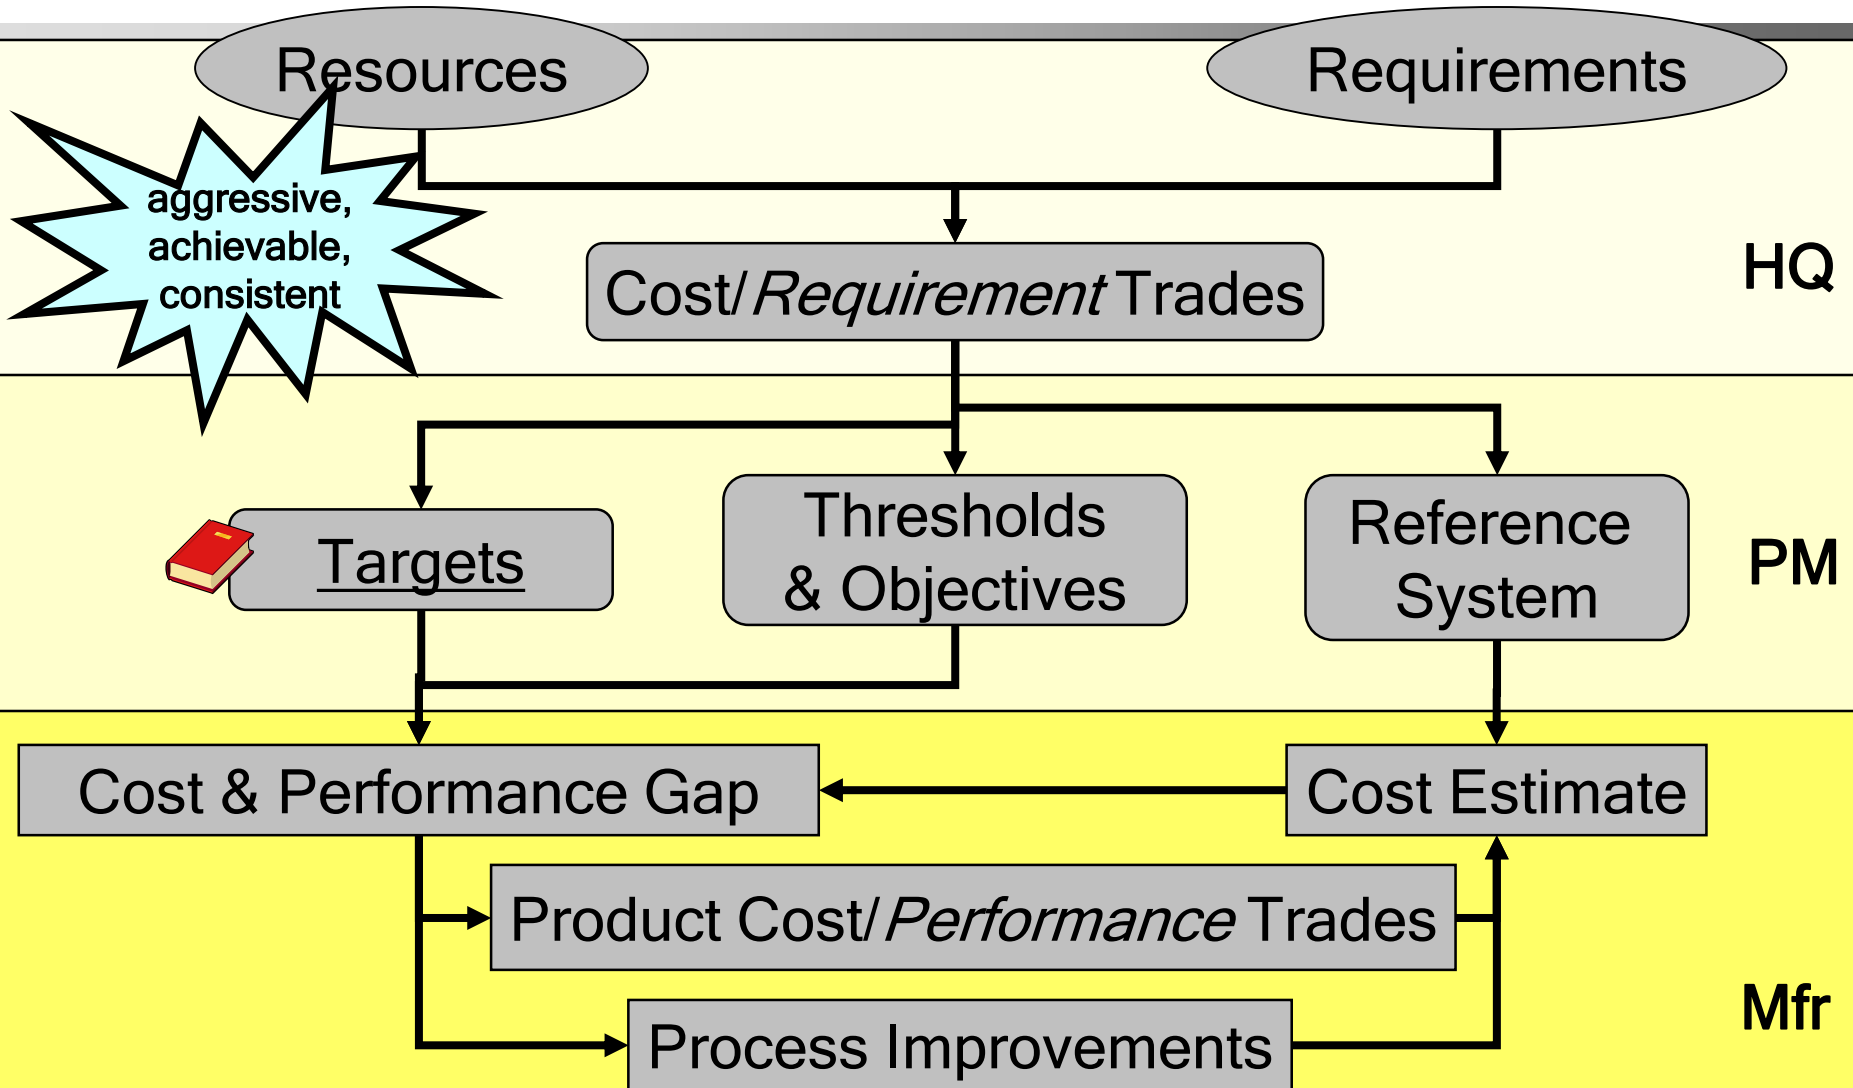 Resources
Requirements
aggressive,
achievable,
consistent
Cost/Requirement Trades
HQ
Targets
Thresholds
& Objectives
Reference
System
PM
Cost & Performance Gap
Cost Estimate
Product Cost/Performance Trades
Mfr
Process Improvements